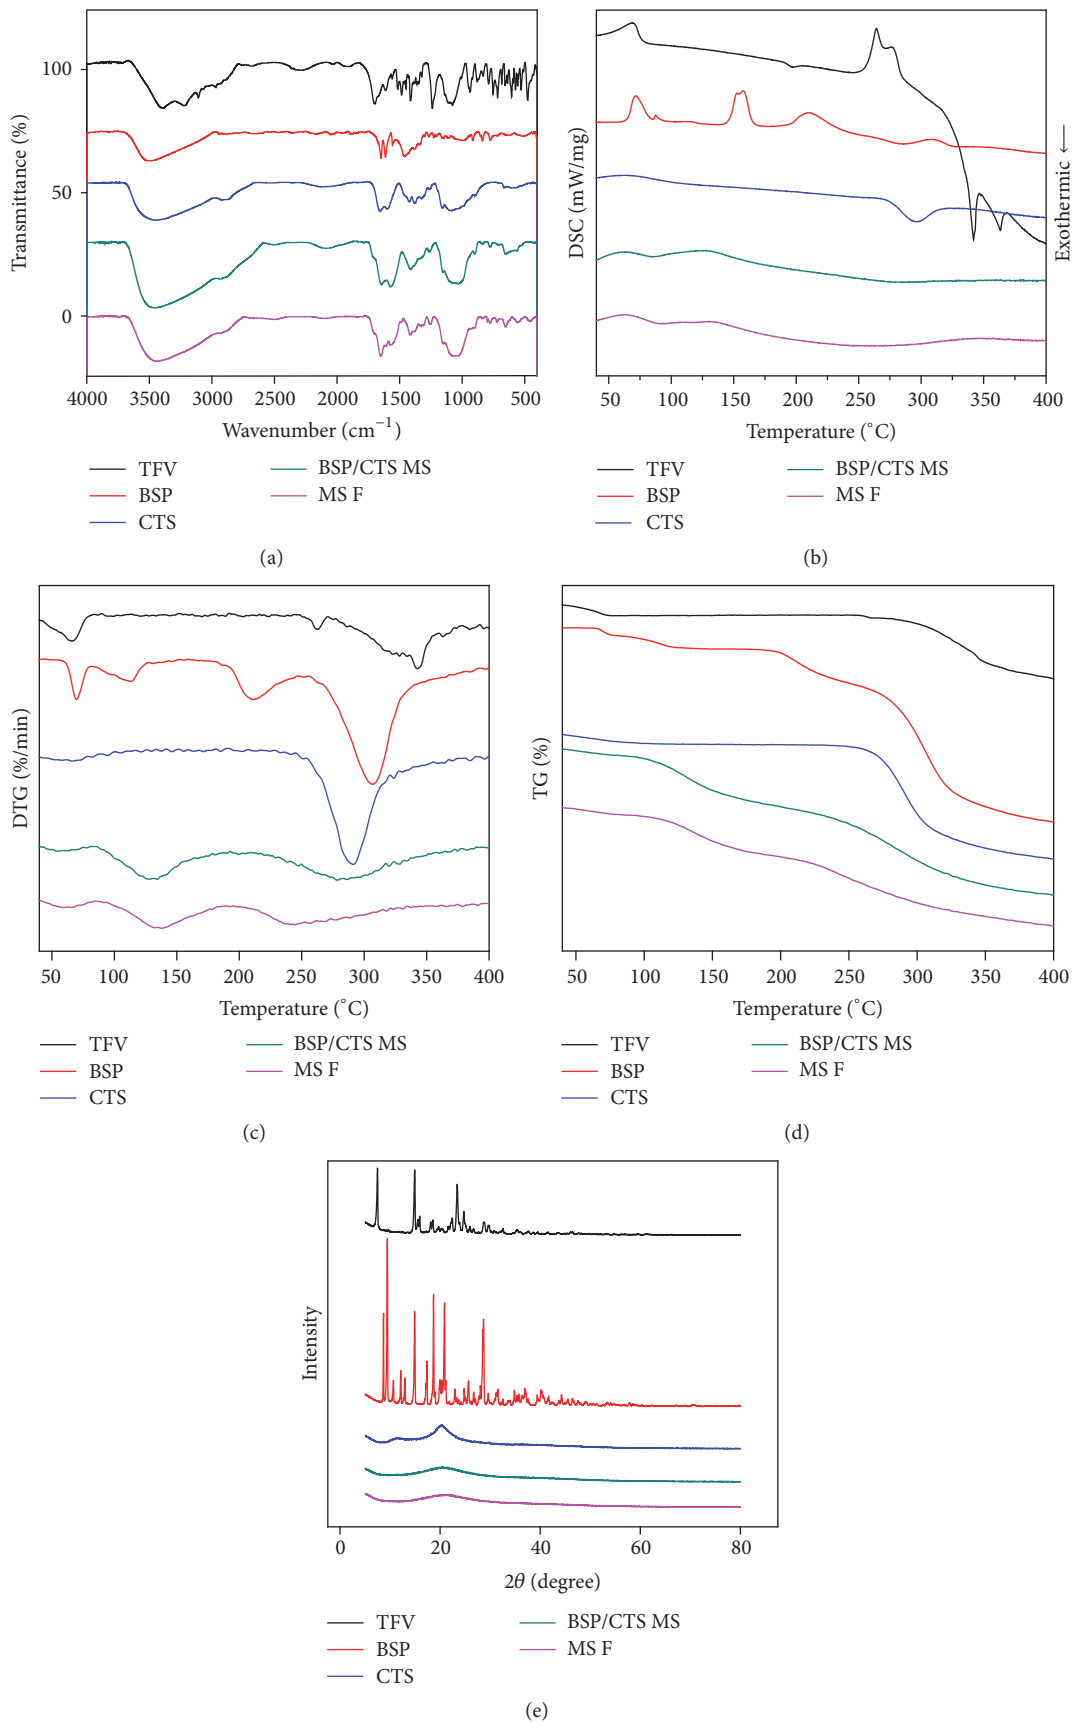 100
50
0
Transmittance (%)
4000 3500 3000 2500 2000 1500 1000 500
Wavenumber (cm−1)
TFV
BSP
CTS
BSP/CTS MS
MS F
(a)
DSC (mW/mg)
Exothermic ←
50 100 150 200 250 300 350 400
Temperature (°C)
TFV
BSP
CTS
BSP/CTS MS
MS F
(b)
DTG (%/min)
50 100 150 200 250 300 350 400
Temperature (°C)
TFV
BSP
CTS
BSP/CTS MS
MS F
(c)
TG (%)
50 100 150 200 250 300 350 400
Temperature (°C)
TFV
BSP
CTS
BSP/CTS MS
MS F
(d)
Intensity
0 20 40 60 80
2θ (degree)
TFV
BSP
CTS
BSP/CTS MS
MS F
(e)